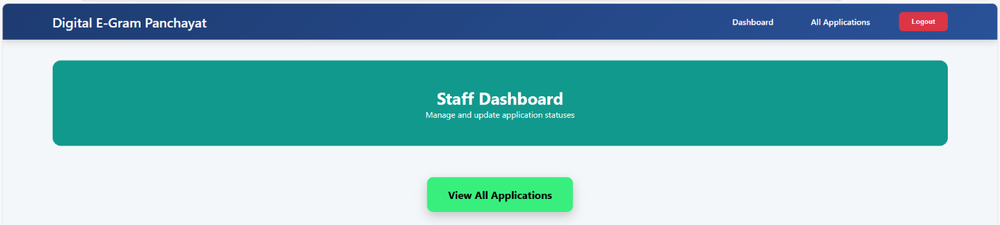 Digital E-Gram Panchayat
Dashboard
All Applications
Logout
Staff Dashboard
Manage and update application statuses
View All Applications